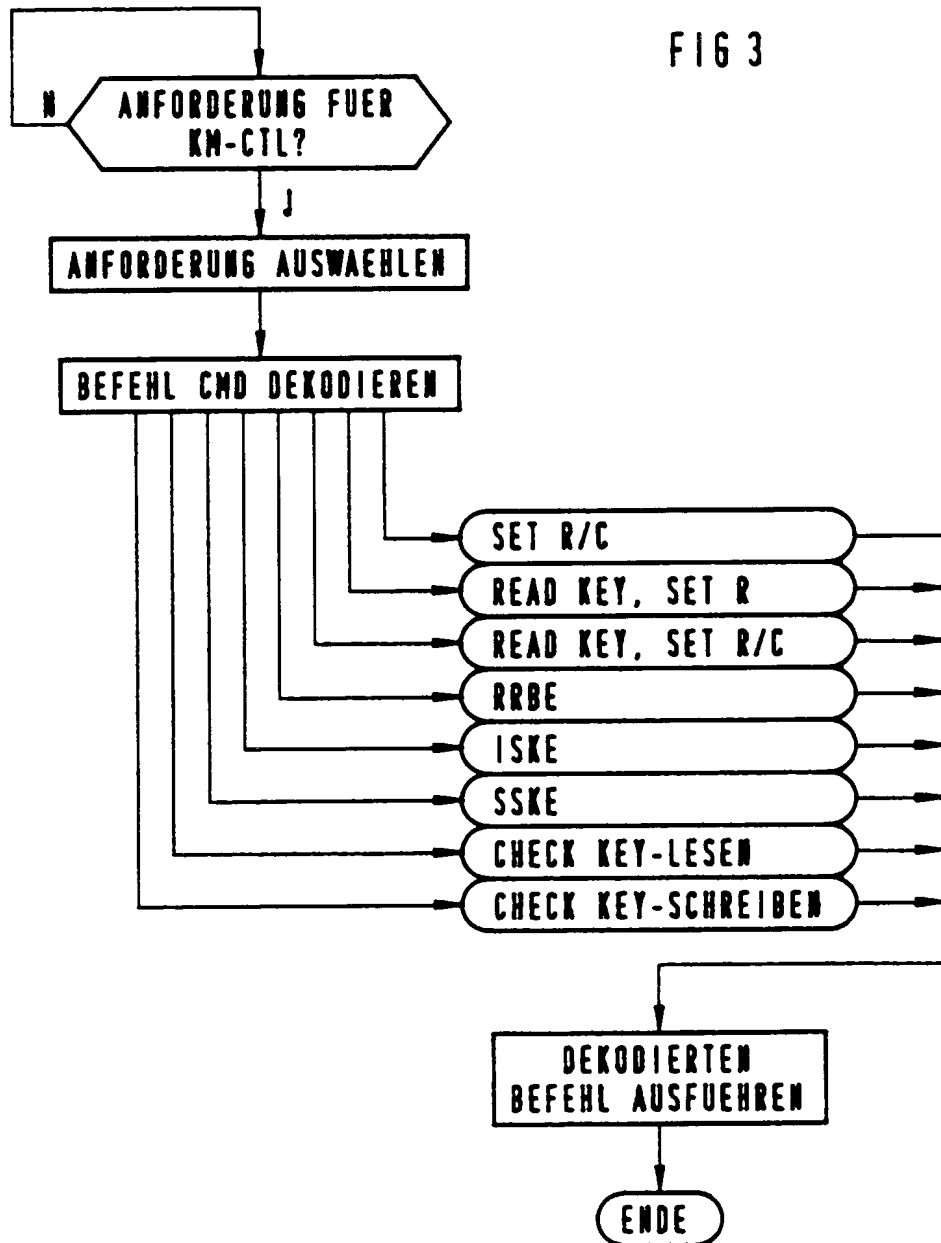 FIG 3
ANFORDERUNG FUER
KM-CTL?
N
J
ANFORDERUNG AUSWAEHLEN
BEFEHL CMD DEKODIEREN
SET R/C
READ KEY, SET R
READ KEY, SET R/C
RRBE
ISKE
SSKE
CHECK KEY-LESEN
CHECK KEY-SCHREIBEN
DEKODIERTEN
BEFEHL AUSFUEHREN
ENDE